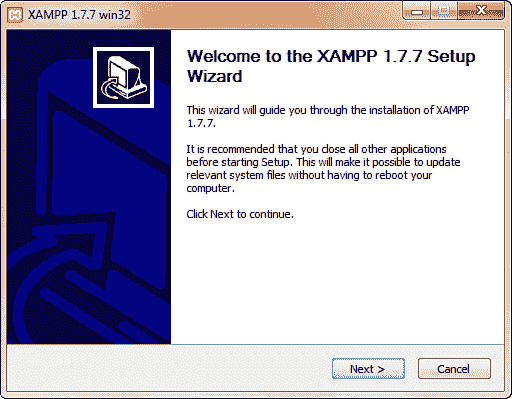 XAMPP 1.7.7 win32
Welcome to the XAMPP 1.7.7 Setup
Wizard
This wizard will guide you through the installation of XAMPP
1.7.7.
It is recommended that you close all other applications
before starting Setup. This will make it possible to update
relevant system files without having to reboot your
computer.
Click Next to continue.
Next >
Cancel